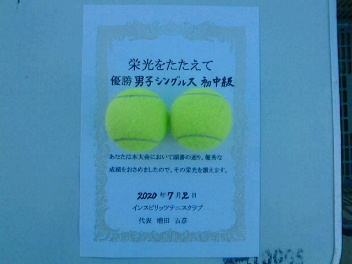 栄光をたたえて
優勝 男子シングルス 初中級
あなたは本大会において頭書の通り、優秀な
成績をおさめましたので、その栄光を讃えます。
2020 年 7 月 2 日
インスピリッツテニスクラブ
代表 増田 吉彦